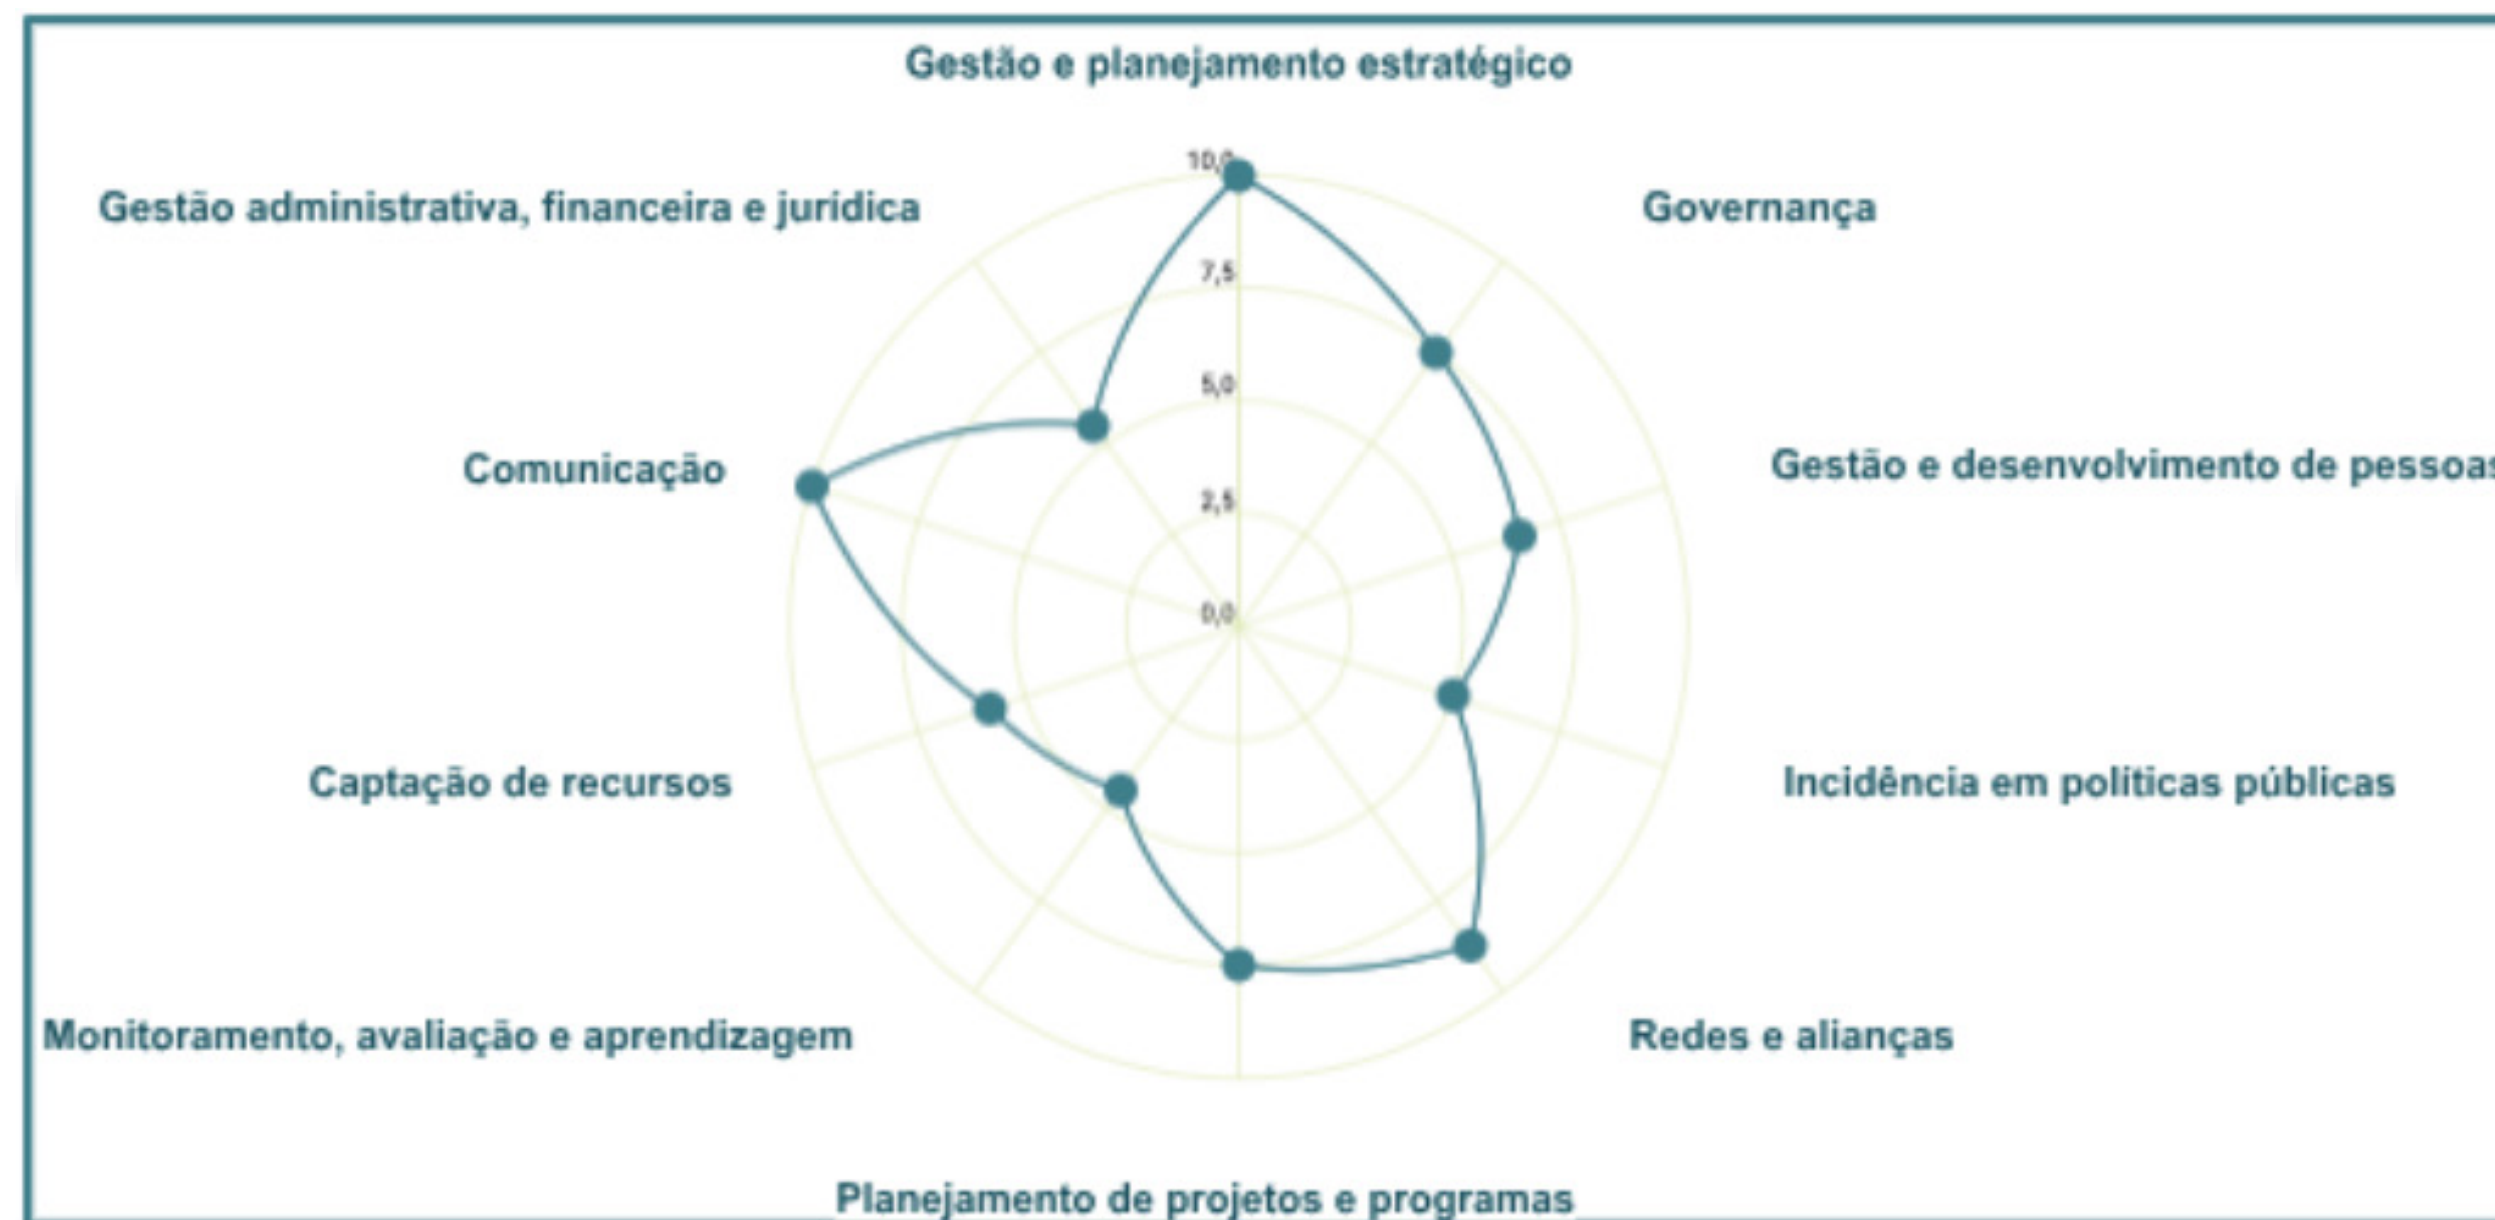 Gestão e planejamento estratégico
10,0
Gestão administrativa, financeira e jurídica
Governança
7,5
5,0
Comunicação
Gestão e desenvolvimento de pessoas
2,5
0,0
Captação de recursos
Incidência em políticas públicas
Monitoramento, avaliação e aprendizagem
Redes e alianças
Planejamento de projetos e programas